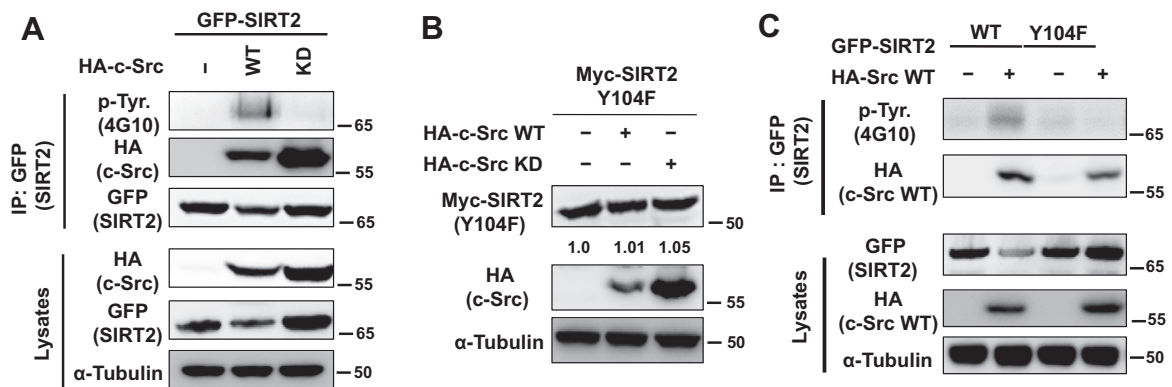 A
GFP-SIRT2
HA-c-Src
– WT KD
IP: GFP
(SIRT2)
p-Tyr.
(4G10)
65
HA
(c-Src)
55
GFP
(SIRT2)
65
Lysates
HA
(c-Src)
55
GFP
(SIRT2)
65
α-Tubulin
50
B
Myc-SIRT2
Y104F
HA-c-Src WT – + –
HA-c-Src KD – – +
Myc-SIRT2
(Y104F)
50
1.0 1.01 1.05
HA
(c-Src)
55
α-Tubulin
50
C
WT Y104F
GFP-SIRT2
HA-Src WT – + – +
IP : GFP
(SIRT2)
p-Tyr.
(4G10)
65
HA
(c-Src WT)
55
Lysates
GFP
(SIRT2)
65
HA
(c-Src WT)
55
α-Tubulin
50